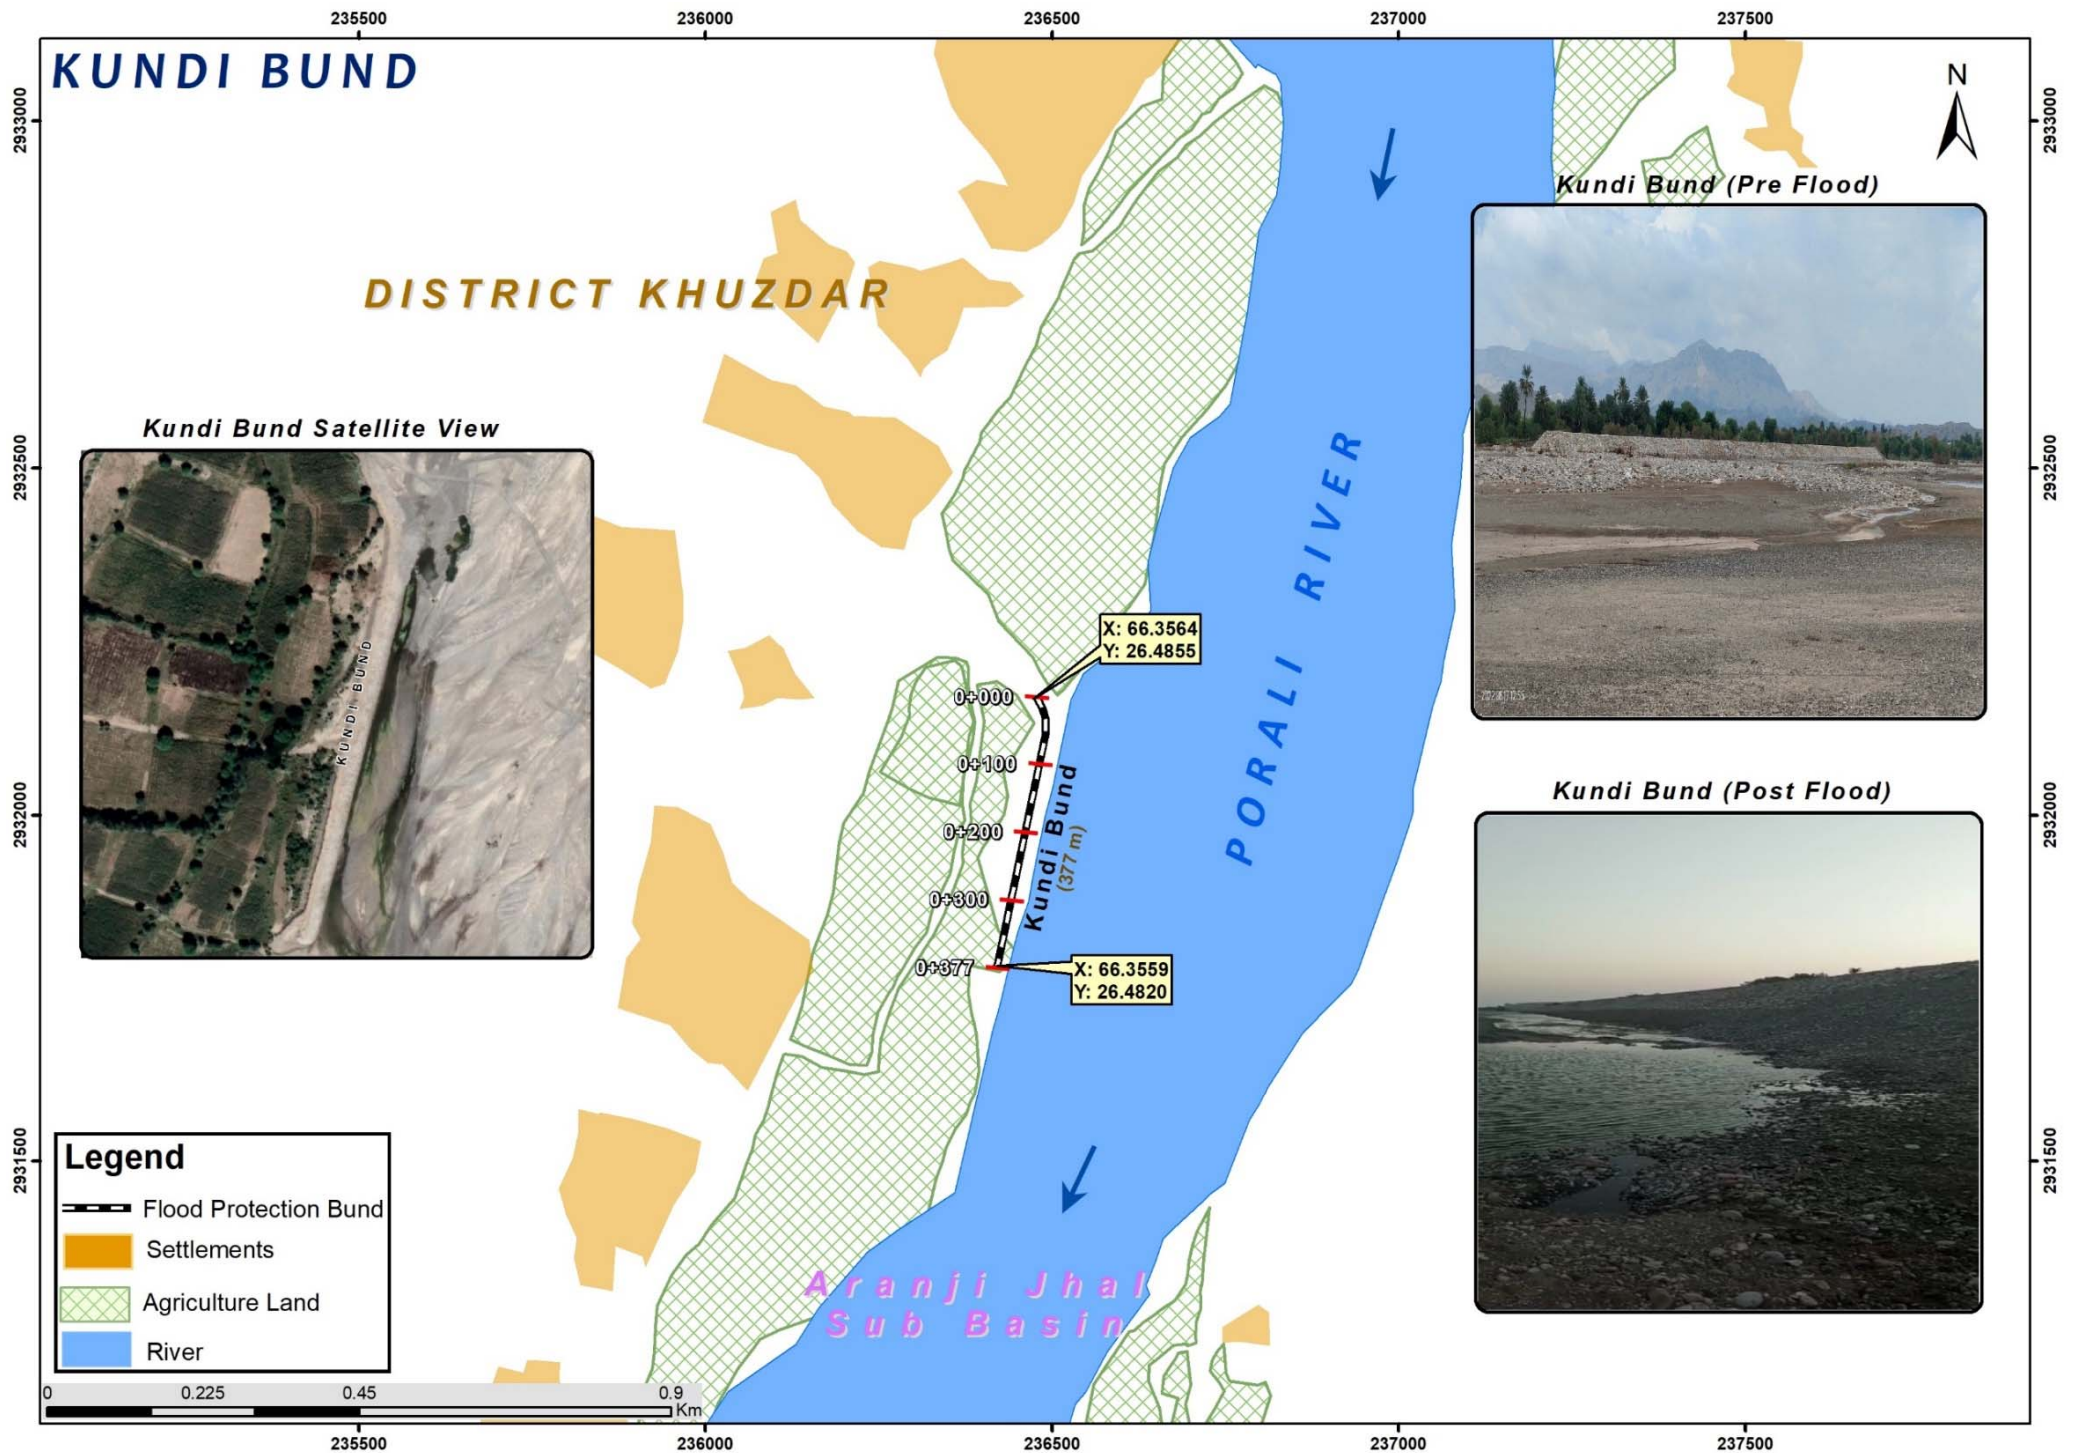 235500 236000 236500 237000 237500
KUNDI BUND
N
2933000 2933000
Kundi Bund (Pre Flood)
DISTRICT KHUZDAR
Kundi Bund Satellite View
2932500 2932500
PORALI RIVER
X: 66.3564
Y: 26.4855
KUNDI BUND
0+000
0+100
0+200
0+300
0+377
Kundi Bund
(377 m)
X: 66.3559
Y: 26.4820
2932000 2932000
Kundi Bund (Post Flood)
2931500 2931500
Legend
Flood Protection Bund
Settlements
Agriculture Land
River
Aranji Jhal
Sub Basin
0 0.225 0.45 0.9
Km
235500 236000 236500 237000 237500